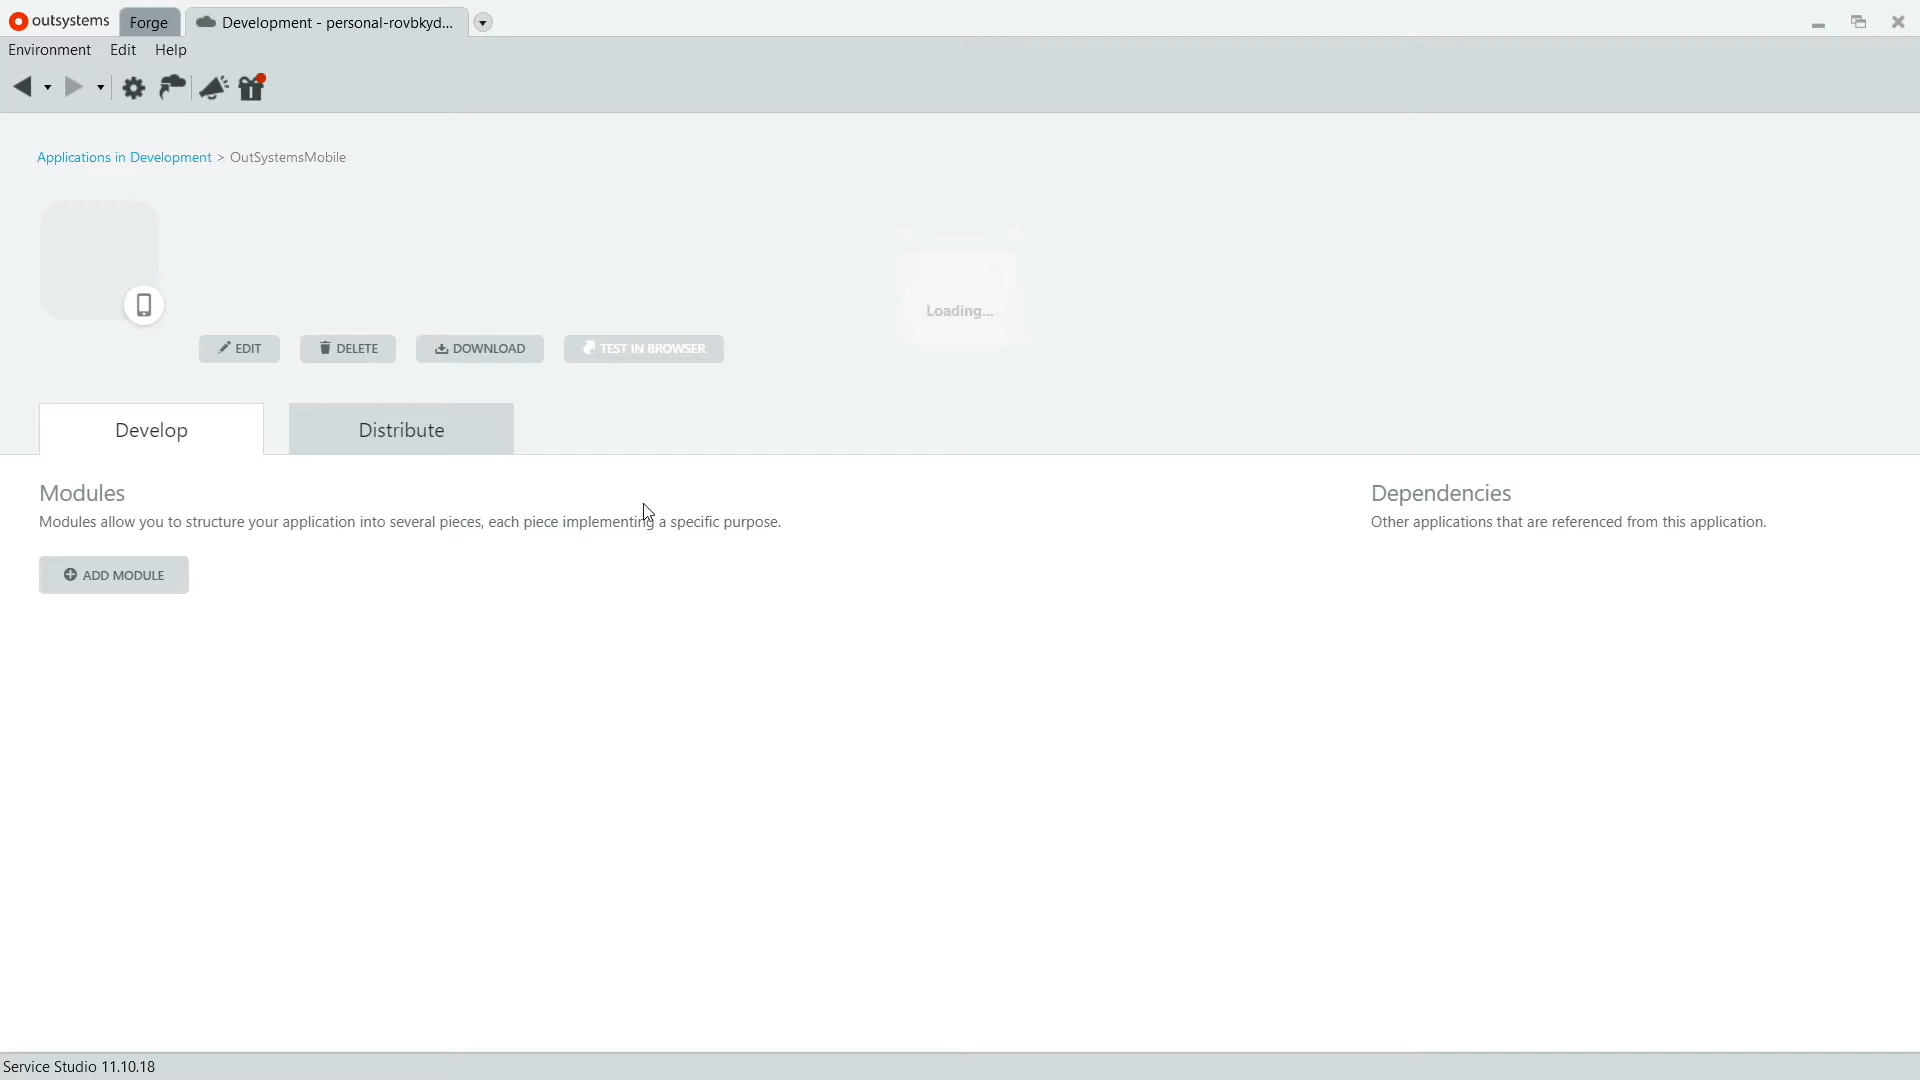 outsystems
Forge
Development - personal-rovbkyd...
Environment Edit Help
Applications in Development > OutSystemsMobile
Loading...
EDIT
DELETE
DOWNLOAD
TEST IN BROWSER
Develop
Distribute
Modules
Modules allow you to structure your application into several pieces, each piece implementing a specific purpose.
ADD MODULE
Dependencies
Other applications that are referenced from this application.
Service Studio 11.10.18